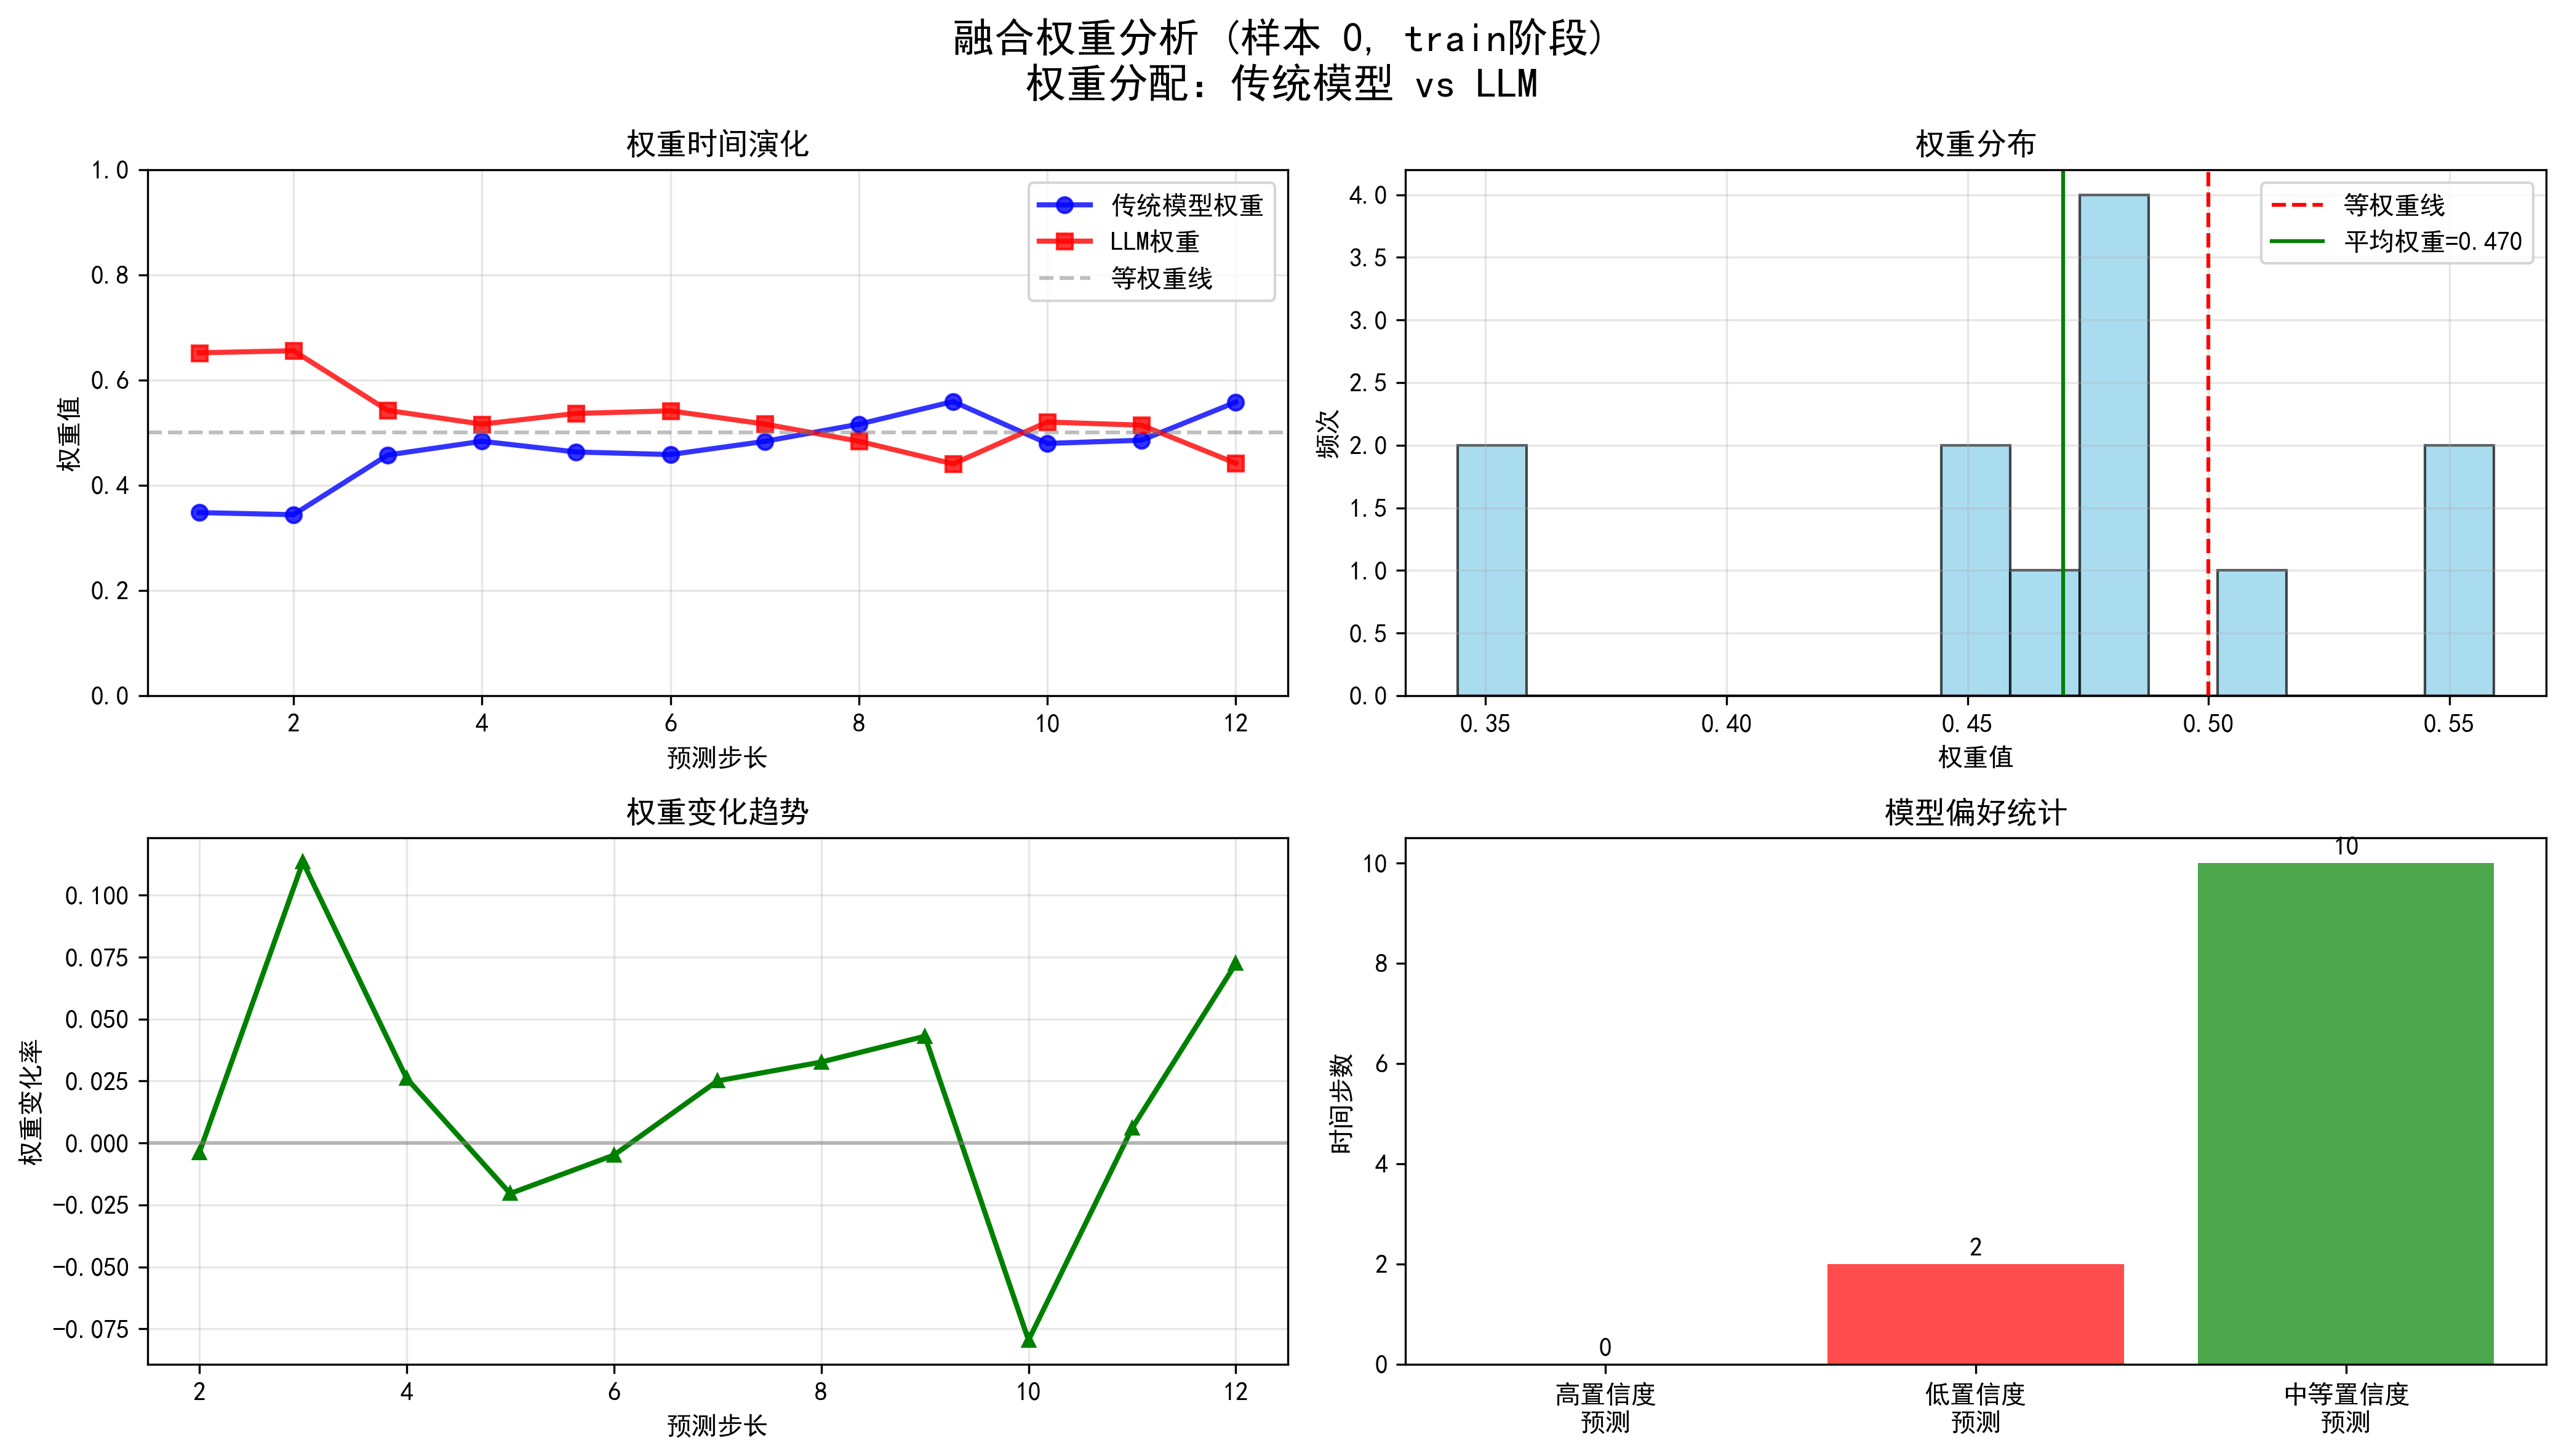 融合权重分析 (样本 0, train阶段)
权重分配: 传统模型 vs LLM
权重时间演化
1.0
0.8
0.6
0.4
0.2
0.0
权重值
2
4
6
8
10
12
预测步长
传统模型权重
LLM权重
等权重线
权重分布
4.0
3.5
3.0
2.5
2.0
1.5
1.0
0.5
0.0
频次
0.35
0.40
0.45
0.50
0.55
权重值
等权重线
平均权重=0.470
权重变化趋势
0.100
0.075
0.050
0.025
0.000
−0.025
−0.050
−0.075
权重变化率
2
4
6
8
10
12
预测步长
模型偏好统计
10
8
6
4
2
0
时间步数
0
2
10
高置信度
预测
低置信度
预测
中等置信度
预测